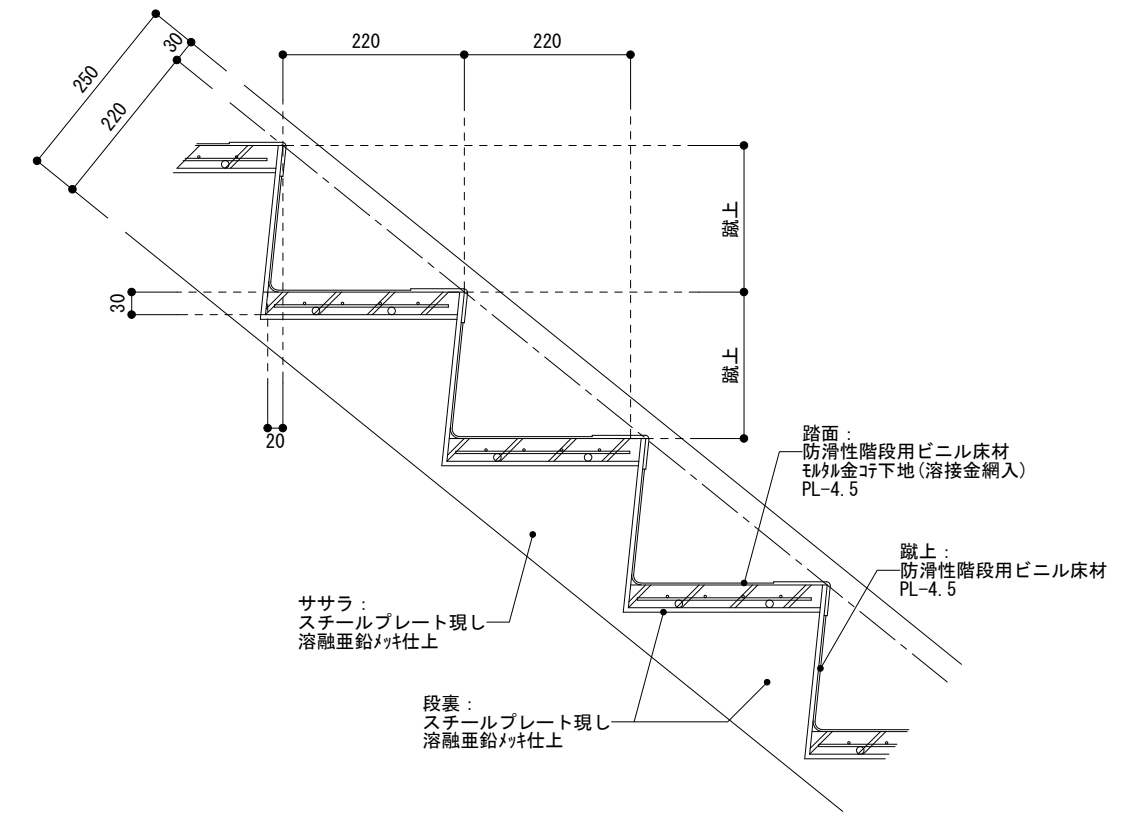 250
30
220
220
220
蹴上
30
蹴上
20
踏面：
防滑性階段用ビニル床材
ﾓﾙﾀﾙ金ｺﾃ下地(溶接金網入)
PL-4.5
蹴上：
防滑性階段用ビニル床材
PL-4.5
ササラ：
スチールプレート現し
溶融亜鉛ﾒｯｷ仕上
段裏：
スチールプレート現し
溶融亜鉛ﾒｯｷ仕上